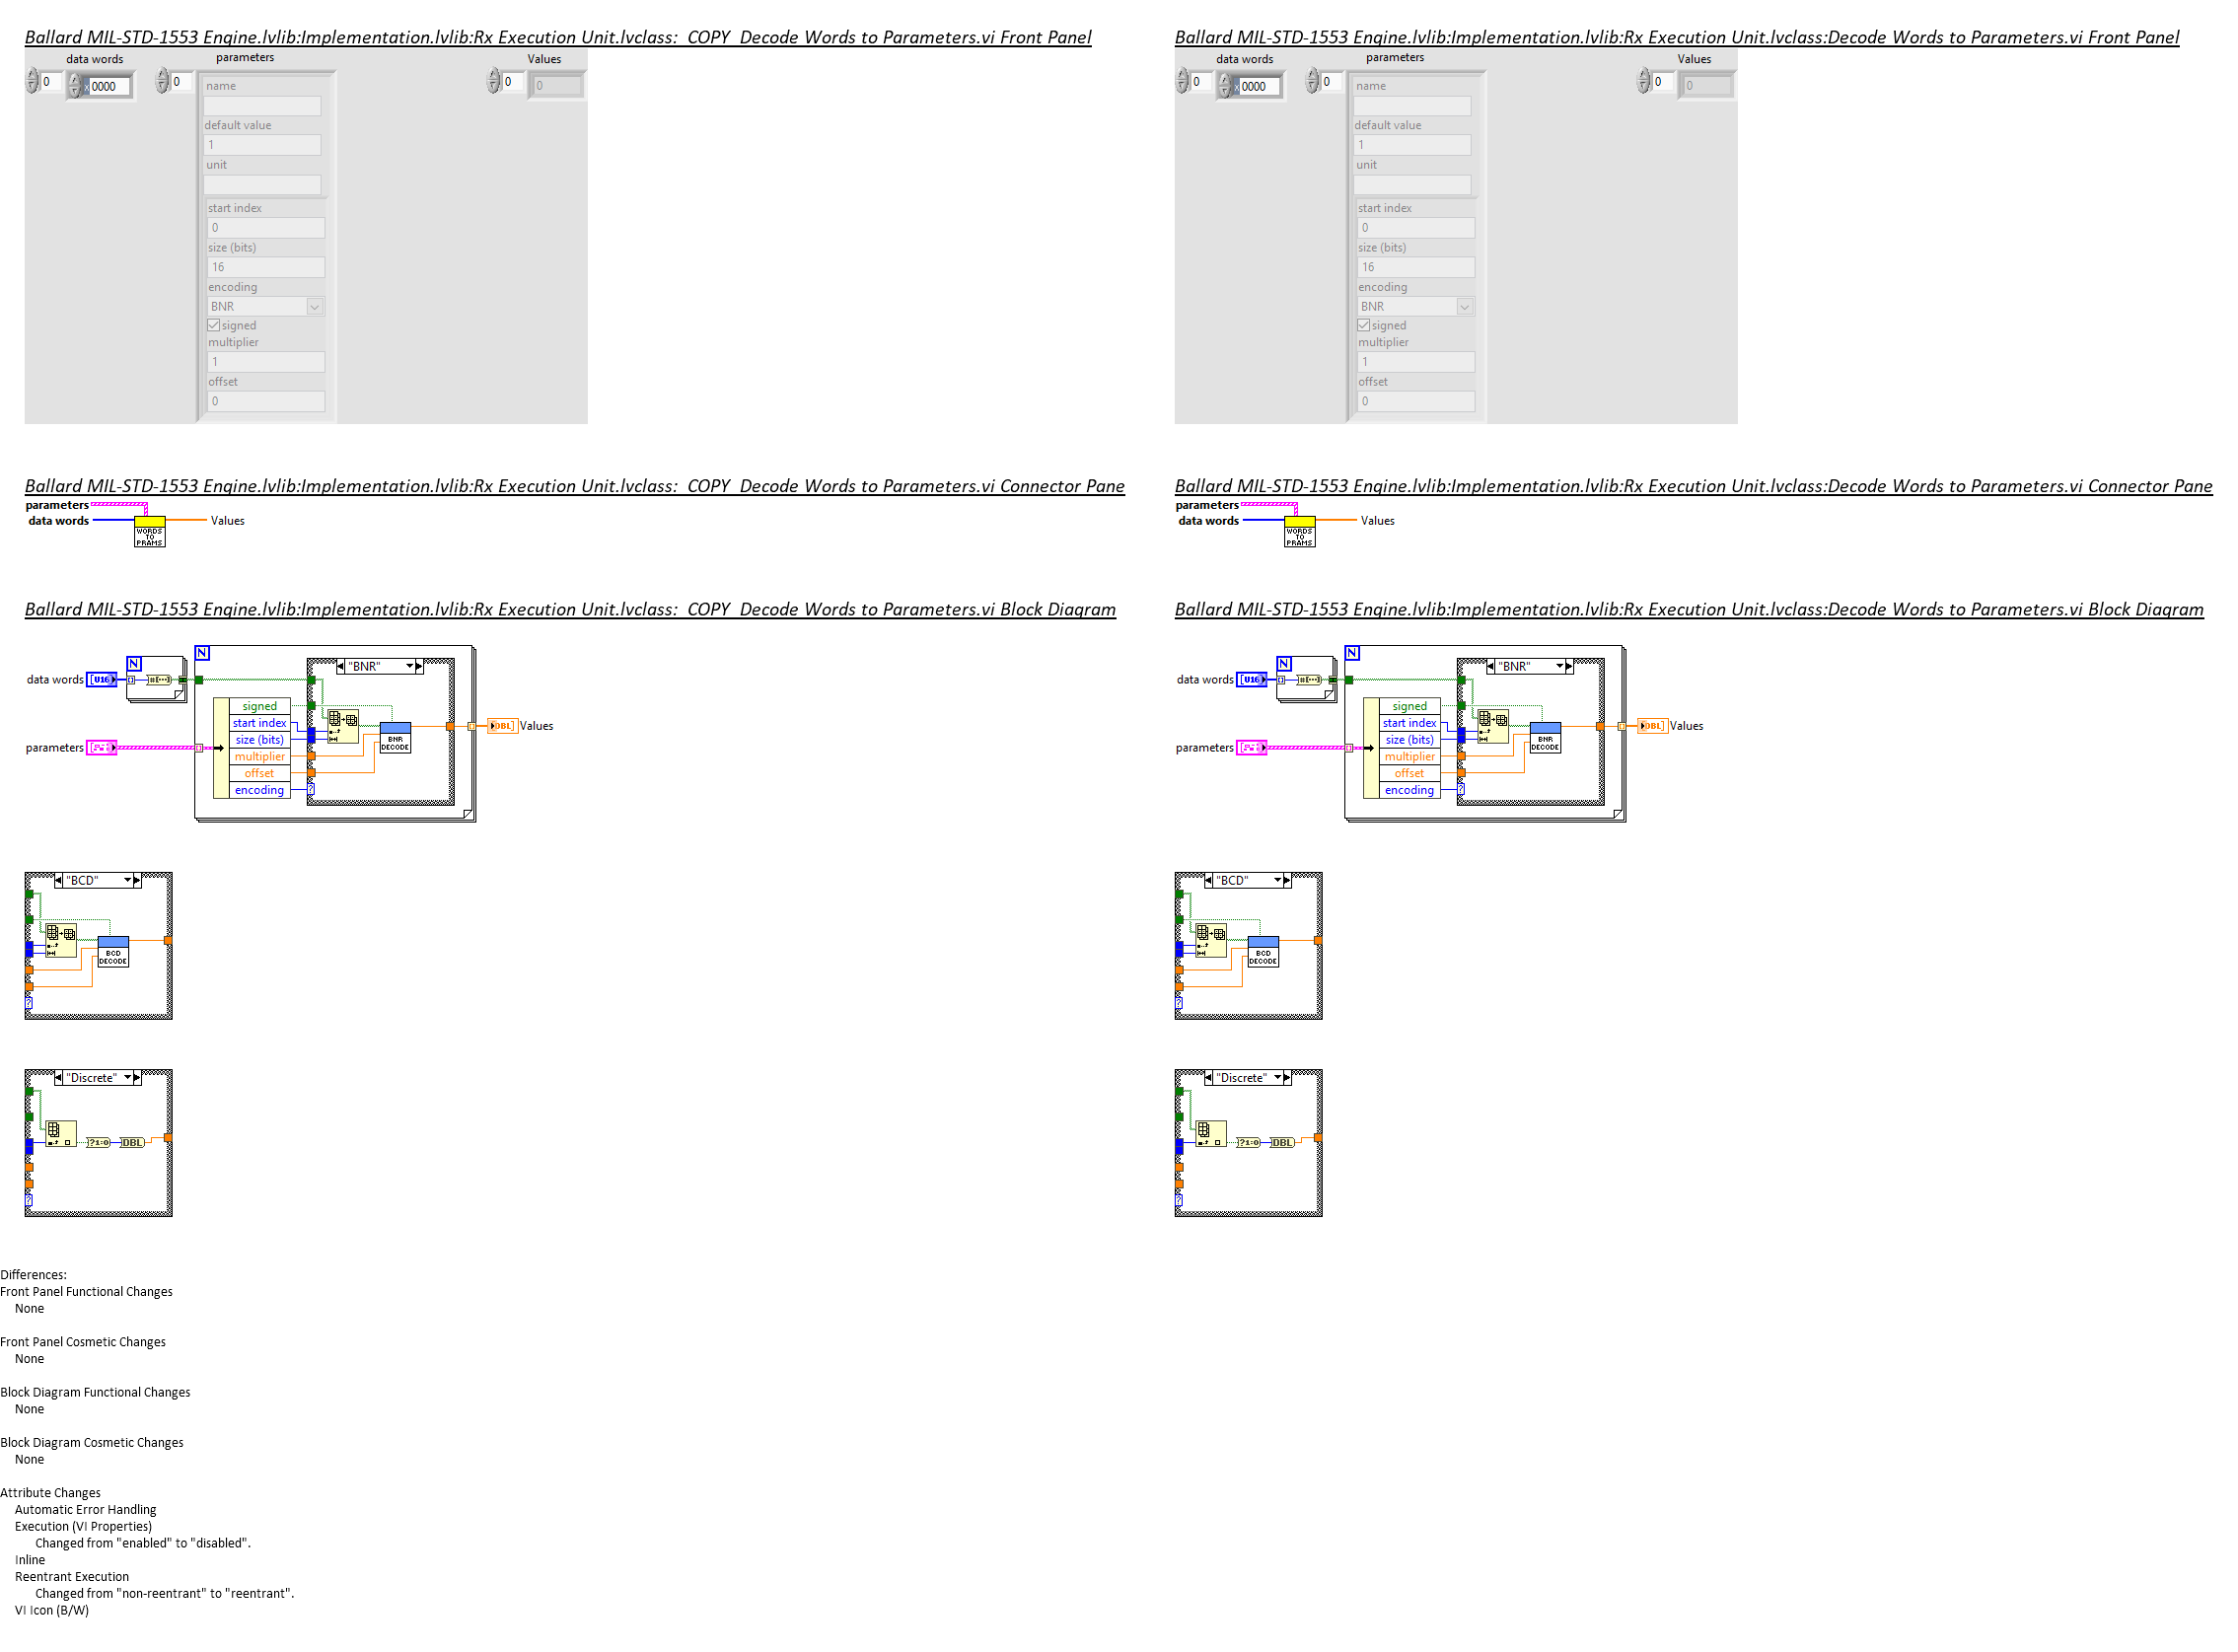 Ballard MIL-STD-1553 Engine.lvlib:Implementation.lvlib:Rx Execution Unit.lvclass:_COPY_Decode Words to Parameters.vi Front Panel
data words
parameters
Values
0
x 0000
0
0
0
name
default value
1
unit
start index
0
size (bits)
16
encoding
BNR
signed
multiplier
1
offset
0
Ballard MIL-STD-1553 Engine.lvlib:Implementation.lvlib:Rx Execution Unit.lvclass:Decode Words to Parameters.vi Front Panel
data words
parameters
Values
0
x 0000
0
0
0
name
default value
1
unit
start index
0
size (bits)
16
encoding
BNR
signed
multiplier
1
offset
0
Ballard MIL-STD-1553 Engine.lvlib:Implementation.lvlib:Rx Execution Unit.lvclass:_COPY_Decode Words to Parameters.vi Connector Pane
parameters
data words
Values
WORDS
TO
PRAMS
Ballard MIL-STD-1553 Engine.lvlib:Implementation.lvlib:Rx Execution Unit.lvclass:Decode Words to Parameters.vi Connector Pane
parameters
data words
Values
WORDS
TO
PRAMS
Ballard MIL-STD-1553 Engine.lvlib:Implementation.lvlib:Rx Execution Unit.lvclass:_COPY_Decode Words to Parameters.vi Block Diagram
N
N
"BNR"
data words
U16
signed
start index
size (bits)
multiplier
offset
encoding
?
parameters
BNR
DECODE
DBL
Values
Ballard MIL-STD-1553 Engine.lvlib:Implementation.lvlib:Rx Execution Unit.lvclass:Decode Words to Parameters.vi Block Diagram
N
N
"BNR"
data words
U16
signed
start index
size (bits)
multiplier
offset
encoding
?
parameters
BNR
DECODE
DBL
Values
"BCD"
BCD
DECODE
?
"BCD"
BCD
DECODE
?
"Discrete"
?1:0
DBL
?
"Discrete"
?1:0
DBL
?
Differences:
Front Panel Functional Changes
None
Front Panel Cosmetic Changes
None
Block Diagram Functional Changes
None
Block Diagram Cosmetic Changes
None
Attribute Changes
Automatic Error Handling
Execution (VI Properties)
Changed from "enabled" to "disabled".
Inline
Reentrant Execution
Changed from "non-reentrant" to "reentrant".
VI Icon (B/W)